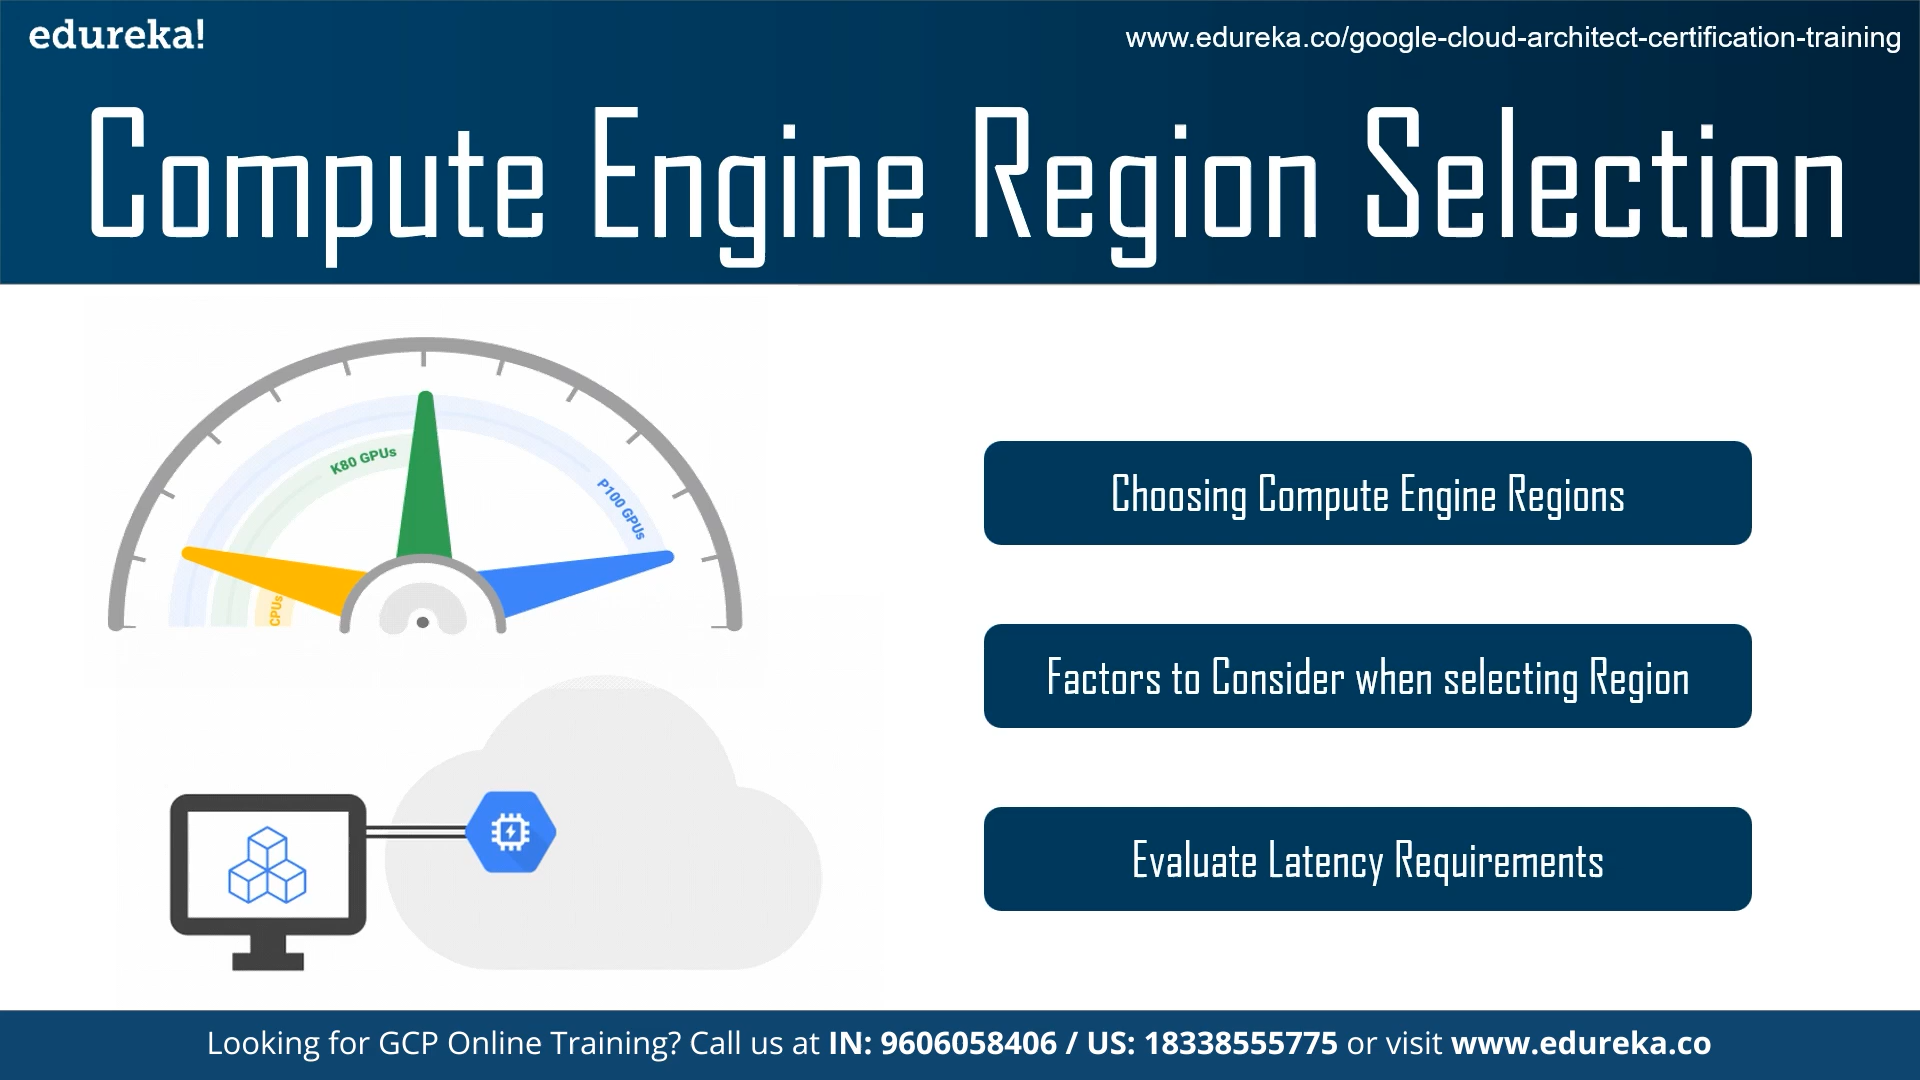 edureka!
www.edureka.co/google-cloud-architect-certification-training
Compute Engine Region Selection
K80 GPUs
P100 GPUs
CPUs
Choosing Compute Engine Regions
Factors to Consider when selecting Region
Evaluate Latency Requirements
Looking for GCP Online Training? Call us at IN: 9606058406 / US: 18338555775 or visit www.edureka.co